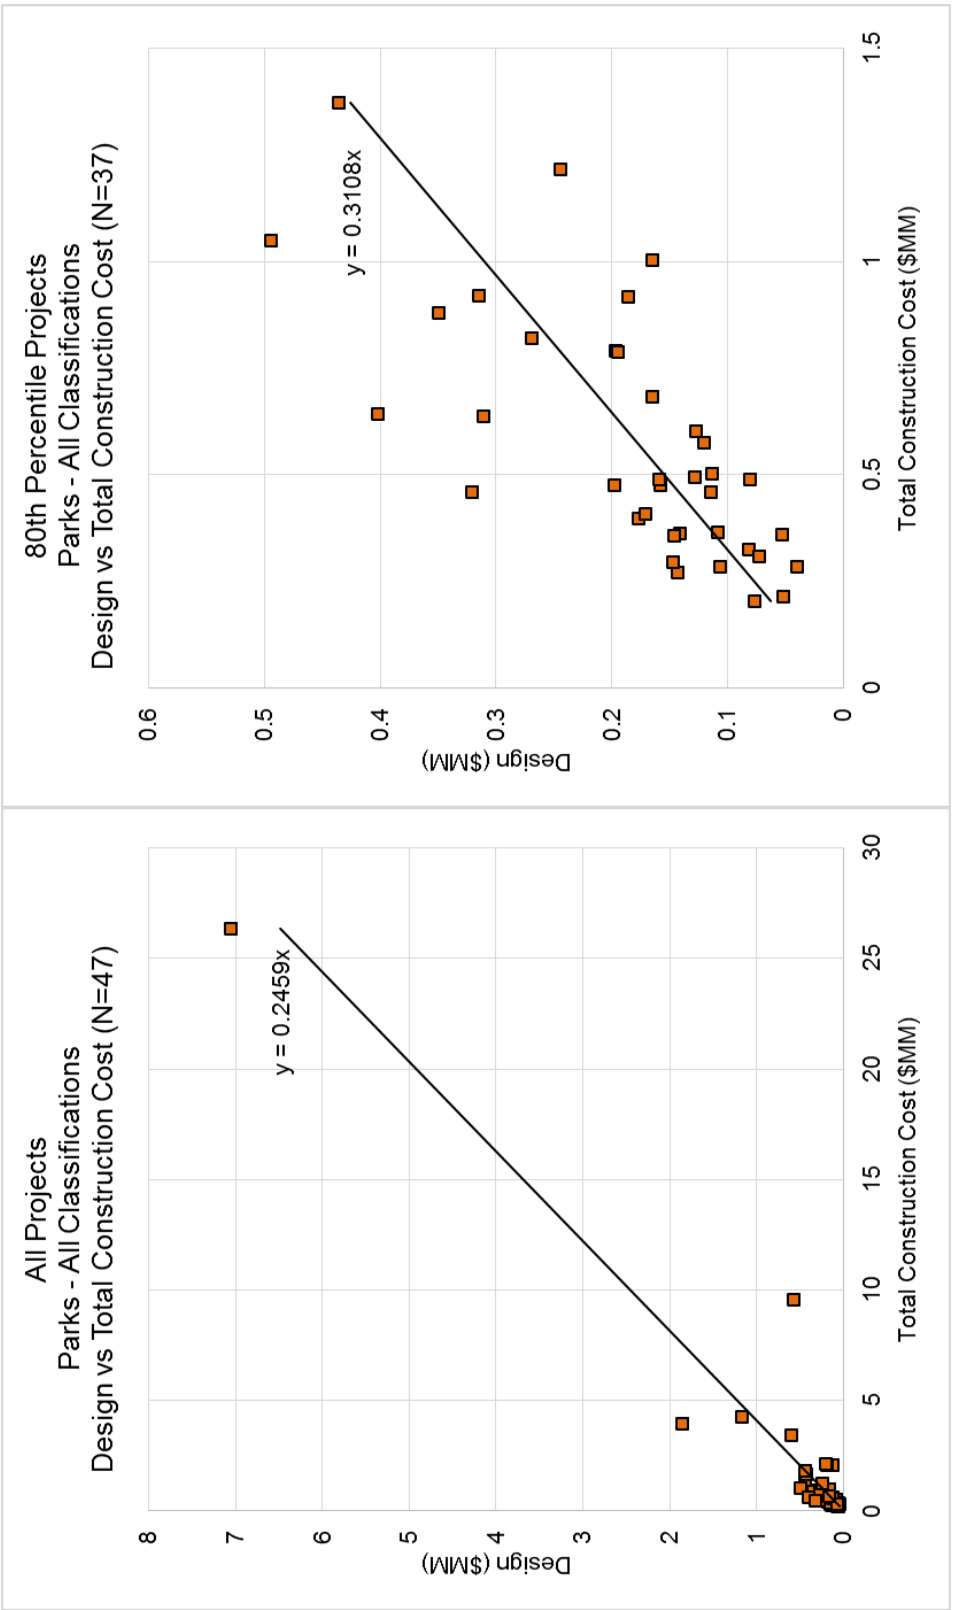 All Projects
Parks - All Classifications
Design vs Total Construction Cost (N=47)
8
7
6
5
4
3
2
1
0
Design ($MM)
y = 0.2459x
0
5
10
15
20
25
30
Total Construction Cost ($MM)
80th Percentile Projects
Parks - All Classifications
Design vs Total Construction Cost (N=37)
0.6
0.5
0.4
0.3
0.2
0.1
0
Design ($MM)
y = 0.3108x
0
0.5
1
1.5
Total Construction Cost ($MM)